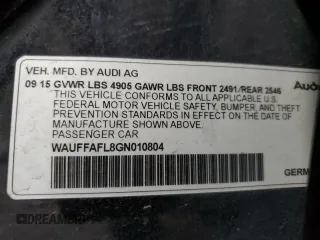 VEH. MFD. BY AUDI AG
09 15 GVWR LBS 4905 GAWR LBS FRONT 2491/REAR 2546
THIS VEHICLE CONFORMS TO ALL APPLICABLE U.S.
FEDERAL MOTOR VEHICLE SAFETY, BUMPER, AND THEFT
PREVENTION STANDARDS IN EFFECT ON THE DATE OF
MANUFACTURE SHOWN ABOVE.
PASSENGER CAR
WAUFFAFL8GN010804
GERM